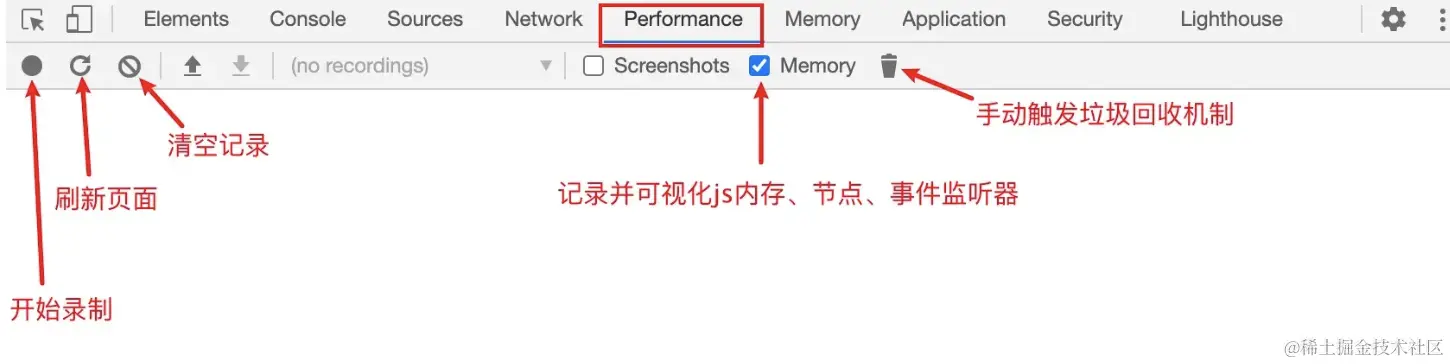 Elements Console Sources Network Performance Memory Application Security Lighthouse
(no recordings) Screenshots Memory
手动触发垃圾回收机制
清空记录
记录并可视化js内存、节点、事件监听器
刷新页面
开始录制
@稀土掘金技术社区